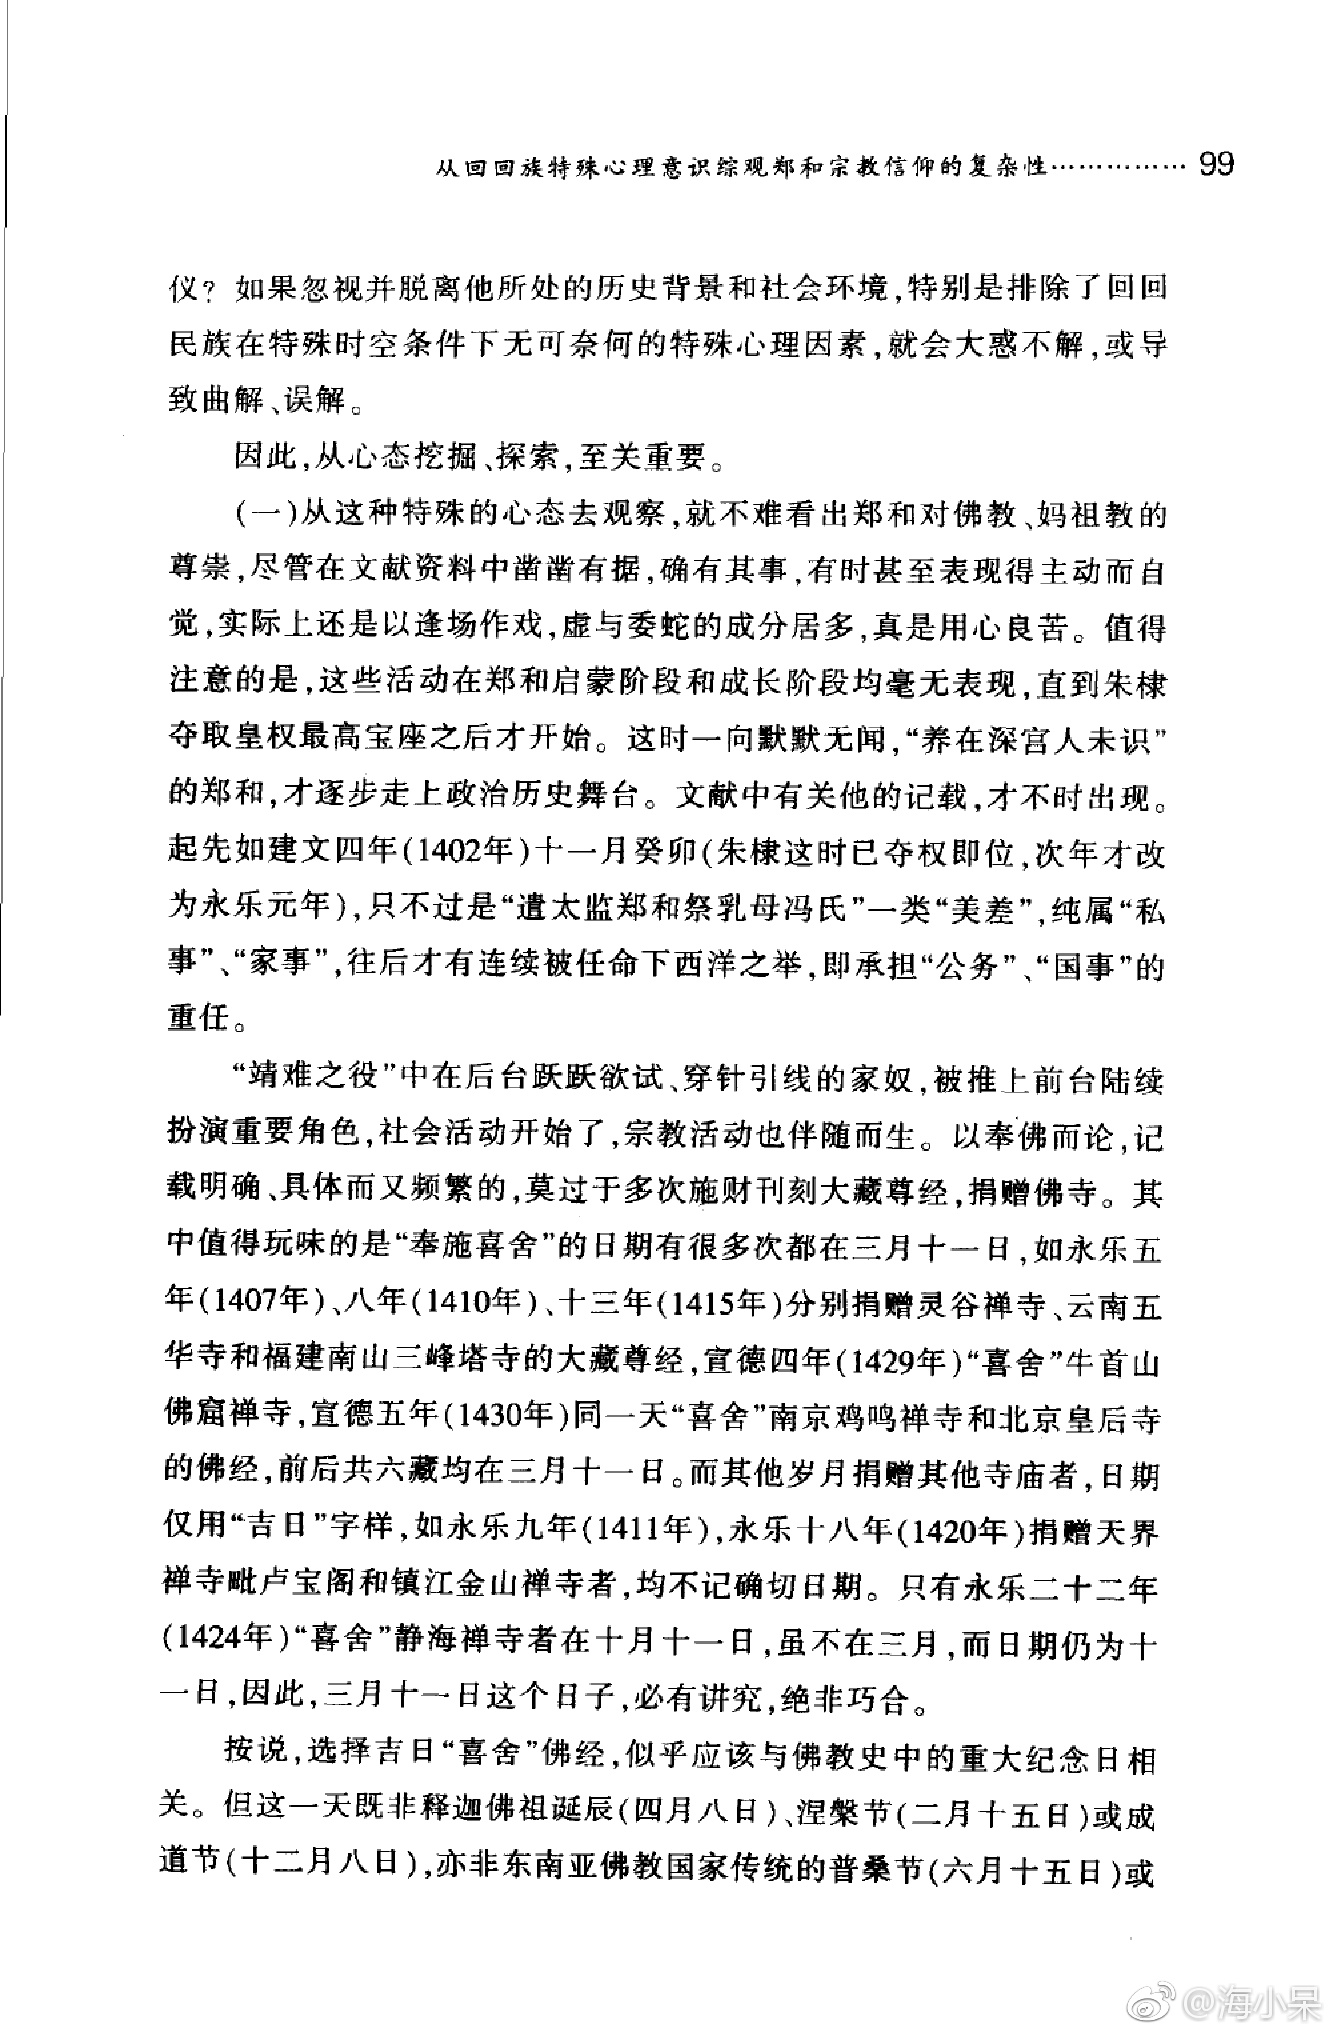 从回回族特殊心理意识综观郑和宗教信仰的复杂性…………… 99
仪？如果忽视并脱离他所处的历史背景和社会环境,特别是排除了回回
民族在特殊时空条件下无可奈何的特殊心理因素,就会大惑不解,或导
致曲解、误解。
因此,从心态挖掘、探索,至关重要。
(一)从这种特殊的心态去观察,就不难看出郑和对佛教、妈祖教的
尊崇,尽管在文献资料中凿凿有据,确有其事,有时甚至表现得主动而自
觉,实际上还是以逢场作戏,虚与委蛇的成分居多,真是用心良苦。值得
注意的是,这些活动在郑和启蒙阶段和成长阶段均毫无表现,直到朱棣
夺取皇权最高宝座之后才开始。这时一向默默无闻,“养在深宫人未识”
的郑和,才逐步走上政治历史舞台。文献中有关他的记载,才不时出现。
起先如建文四年(1402年)十一月癸卯(朱棣这时已夺权即位,次年才改
为永乐元年),只不过是“遣太监郑和祭乳母冯氏”一类“美差”,纯属“私
事”、“家事”,往后才有连续被任命下西洋之举,即承担“公务”、“国事”的
重任。
“靖难之役”中在后台跃跃欲试、穿针引线的家奴,被推上前台陆续
扮演重要角色,社会活动开始了,宗教活动也伴随而生。以奉佛而论,记
载明确、具体而又频繁的,莫过于多次施财刊刻大藏尊经,捐赠佛寺。其
中值得玩味的是“奉施喜舍”的日期有很多次都在三月十一日,如永乐五
年(1407年)、八年(1410年)、十三年(1415年)分别捐赠灵谷禅寺、云南五
华寺和福建南山三峰塔寺的大藏尊经,宣德四年(1429年)“喜舍”牛首山
佛窟禅寺,宣德五年(1430年)同一天“喜舍”南京鸡鸣禅寺和北京皇后寺
的佛经,前后共六藏均在三月十一日。而其他岁月捐赠其他寺庙者,日期
仅用“吉日”字样,如永乐九年(1411年),永乐十八年(1420年)捐赠天界
禅寺毗卢宝阁和镇江金山禅寺者,均不记确切日期。只有永乐二十二年
(1424年)“喜舍”静海禅寺者在十月十一日,虽不在三月,而日期仍为十
一日,因此,三月十一日这个日子,必有讲究,绝非巧合。
按说,选择吉日“喜舍”佛经,似乎应该与佛教史中的重大纪念日相
关。但这一天既非释迦佛祖诞辰(四月八日)、涅槃节(二月十五日)或成
道节(十二月八日),亦非东南亚佛教国家传统的普桑节(六月十五日)或
@海小呆